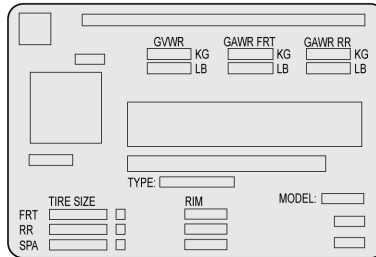 GVWR GAWR FRT GAWR RR
KG KG KG
LB LB LB
TYPE:
TIRE SIZE RIM MODEL:
FRT
RR
SPA